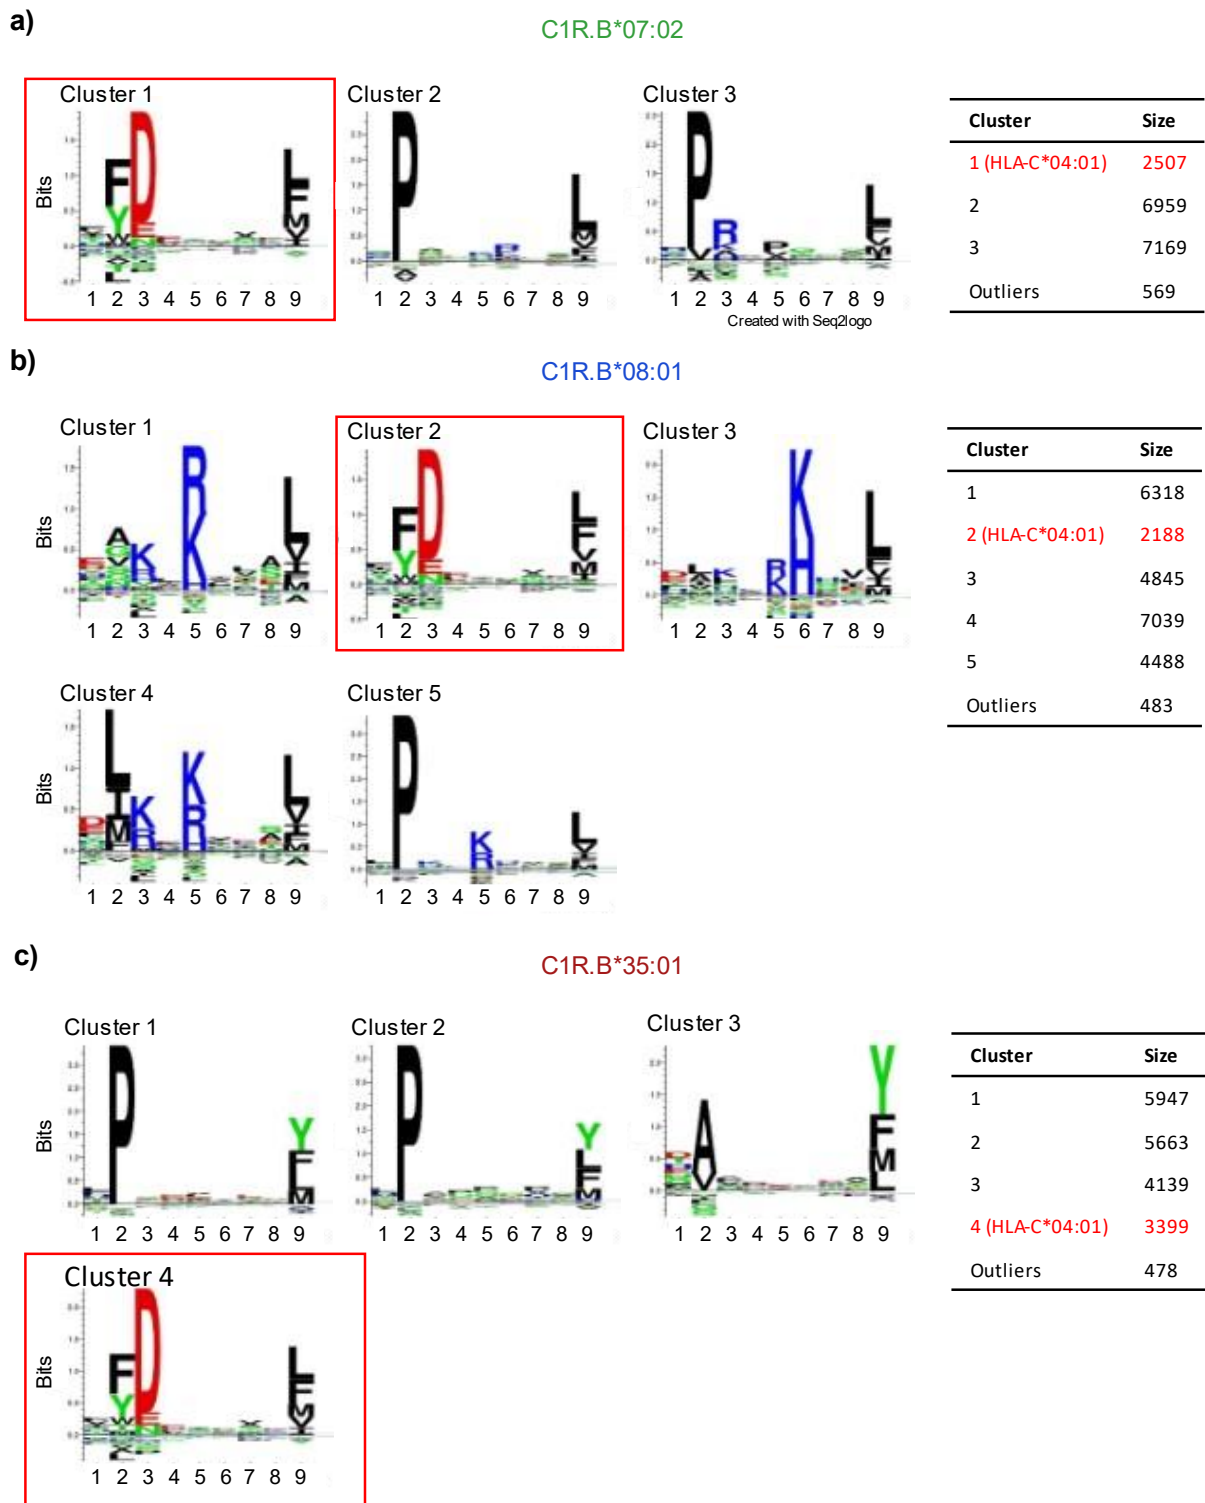 a)
C1R.B*07:02
Cluster 1
Cluster 2
Cluster 3
Bits
1 2 3 4 5 6 7 8 9
1 2 3 4 5 6 7 8 9
1 2 3 4 5 6 7 8 9
Created with Seq2logo
Cluster Size
1 (HLA-C*04:01) 2507
2 6959
3 7169
Outliers 569
b)
C1R.B*08:01
Cluster 1
Cluster 2
Cluster 3
Bits
1 2 3 4 5 6 7 8 9
1 2 3 4 5 6 7 8 9
1 2 3 4 5 6 7 8 9
Cluster 4
Cluster 5
Bits
1 2 3 4 5 6 7 8 9
1 2 3 4 5 6 7 8 9
Cluster Size
1 6318
2 (HLA-C*04:01) 2188
3 4845
4 7039
5 4488
Outliers 483
c)
C1R.B*35:01
Cluster 1
Cluster 2
Cluster 3
Bits
1 2 3 4 5 6 7 8 9
1 2 3 4 5 6 7 8 9
1 2 3 4 5 6 7 8 9
Cluster 4
Bits
1 2 3 4 5 6 7 8 9
Cluster Size
1 5947
2 5663
3 4139
4 (HLA-C*04:01) 3399
Outliers 478